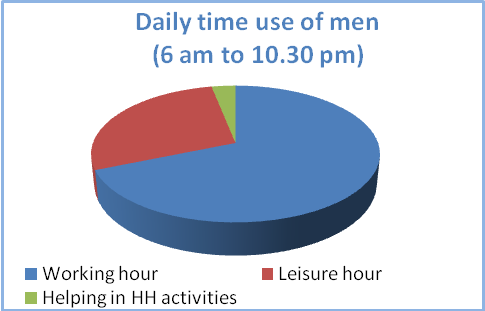 Daily time use of men
(6 am to 10.30 pm)
Working hour
Leisure hour
Helping in HH activities